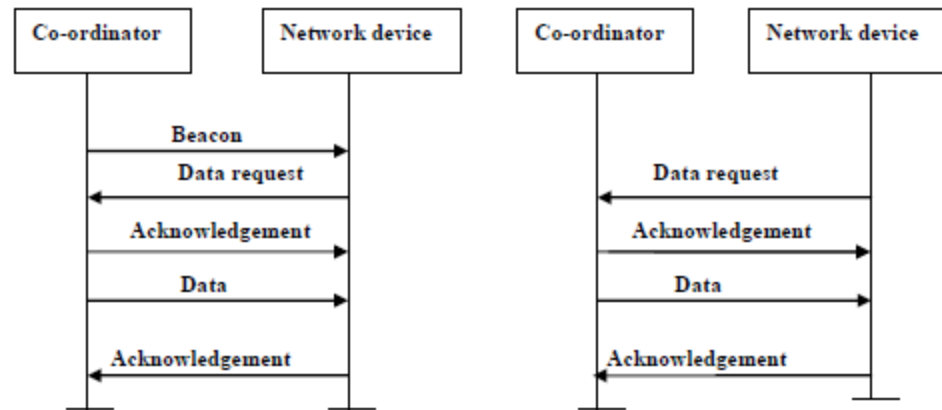 Co-ordinator
Network device
Beacon
Data request
Acknowledgement
Data
Acknowledgement
Co-ordinator
Network device
Data request
Acknowledgement
Data
Acknowledgement